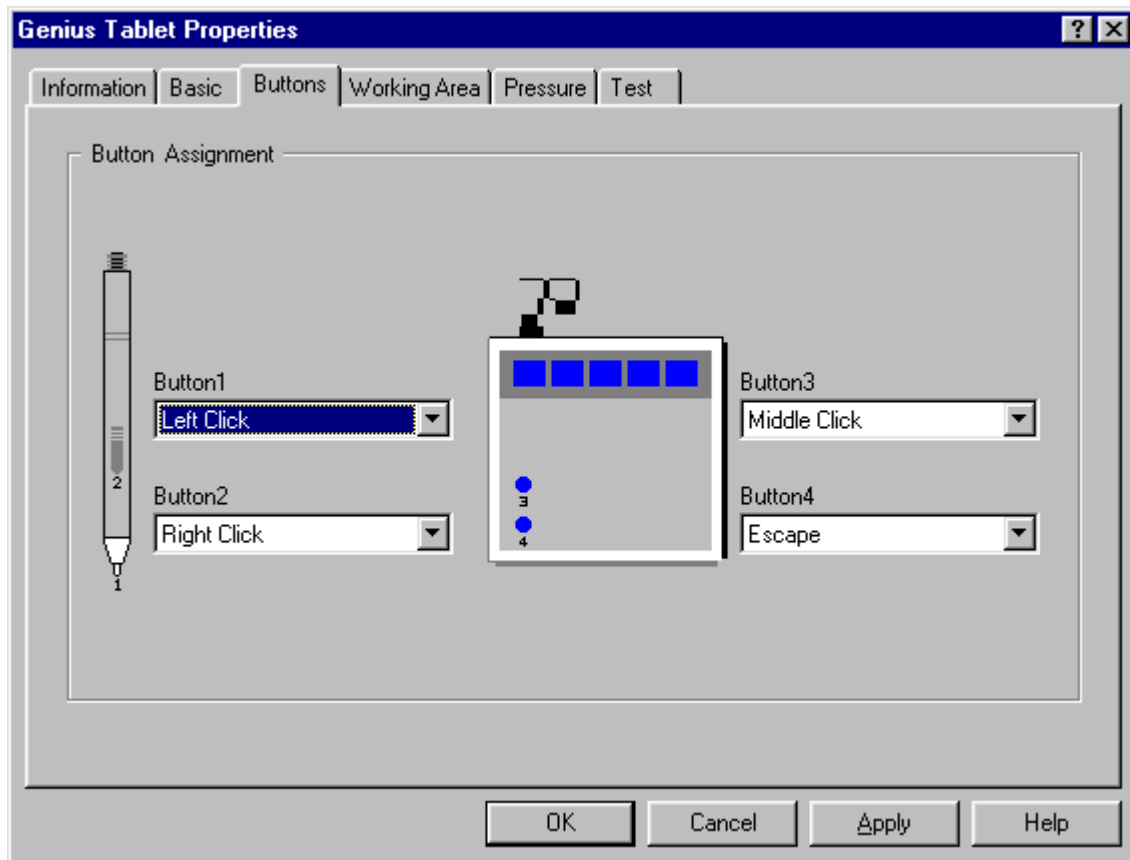 Genius Tablet Properties
Information Basic Buttons Working Area Pressure Test
Button Assignment
Button1
Left Click
Button2
Right Click
2
1
3
4
Button3
Middle Click
Button4
Escape
OK Cancel Apply Help